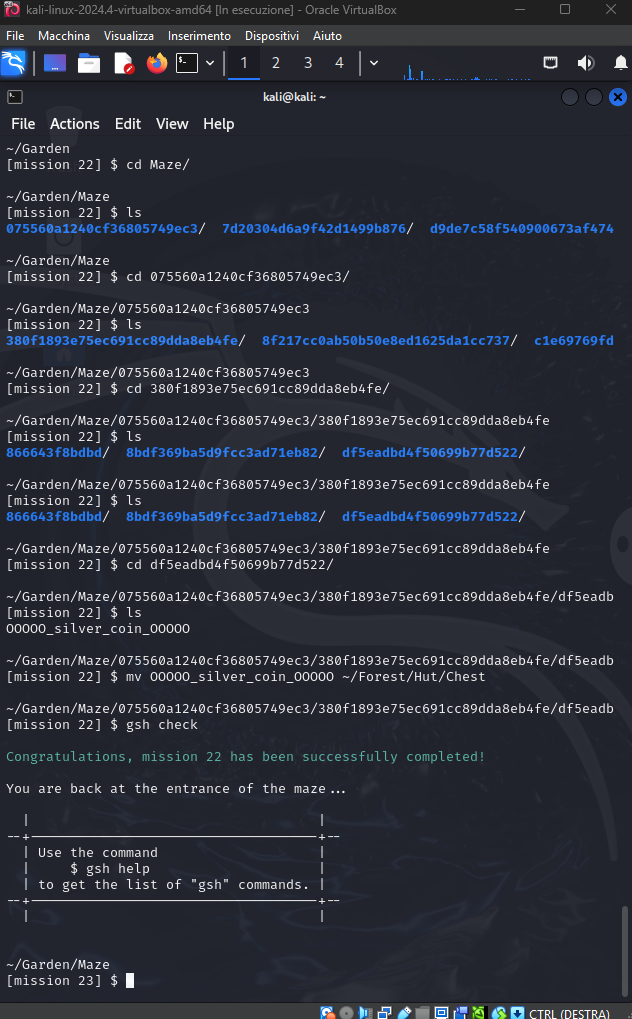 kali-linux-2024.4-virtualbox-amd64 [In esecuzione] - Oracle VirtualBox
File Macchina Visualizza Inserimento Dispositivi Aiuto
1 2 3 4
kali@kali: ~
File Actions Edit View Help
~/Garden
[mission 22] $ cd Maze/
~/Garden/Maze
[mission 22] $ ls
075560a1240cf36805749ec3/ 7d20304d6a9f42d1499b876/ d9de7c58f540900673af474
~/Garden/Maze
[mission 22] $ cd 075560a1240cf36805749ec3/
~/Garden/Maze/075560a1240cf36805749ec3
[mission 22] $ ls
380f1893e75ec691cc89dda8eb4fe/ 8f217cc0ab50b50e8ed1625da1cc737/ c1e69769fd
~/Garden/Maze/075560a1240cf36805749ec3
[mission 22] $ cd 380f1893e75ec691cc89dda8eb4fe/
~/Garden/Maze/075560a1240cf36805749ec3/380f1893e75ec691cc89dda8eb4fe
[mission 22] $ ls
866643f8bdbd/ 8bdf369ba5d9fcc3ad71eb82/ df5eadbd4f50699b77d522/
~/Garden/Maze/075560a1240cf36805749ec3/380f1893e75ec691cc89dda8eb4fe
[mission 22] $ ls
866643f8bdbd/ 8bdf369ba5d9fcc3ad71eb82/ df5eadbd4f50699b77d522/
~/Garden/Maze/075560a1240cf36805749ec3/380f1893e75ec691cc89dda8eb4fe
[mission 22] $ cd df5eadbd4f50699b77d522/
~/Garden/Maze/075560a1240cf36805749ec3/380f1893e75ec691cc89dda8eb4fe/df5eadb
[mission 22] $ ls
OOOOO_silver_coin_OOOOO
~/Garden/Maze/075560a1240cf36805749ec3/380f1893e75ec691cc89dda8eb4fe/df5eadb
[mission 22] $ mv OOOOO_silver_coin_OOOOO ~/Forest/Hut/Chest
~/Garden/Maze/075560a1240cf36805749ec3/380f1893e75ec691cc89dda8eb4fe/df5eadb
[mission 22] $ gsh check
Congratulations, mission 22 has been successfully completed!
You are back at the entrance of the maze...
Use the command
$ gsh help
to get the list of "gsh" commands.
~/Garden/Maze
[mission 23] $
CTRL (DESTRA)